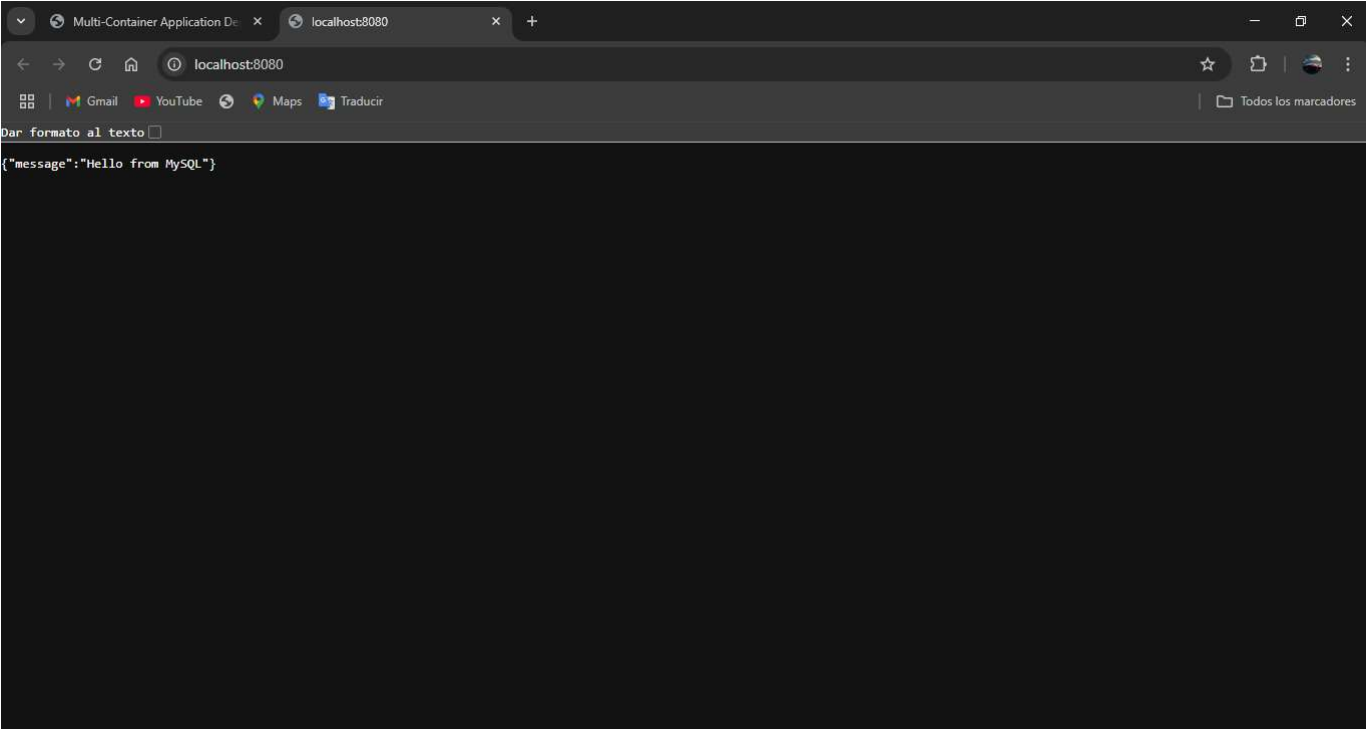 Multi-Container Application De
localhost:8080
localhost:8080
Gmail YouTube Maps Traducir Todos los marcadores
Dar formato al texto
{"message":"Hello from MySQL"}